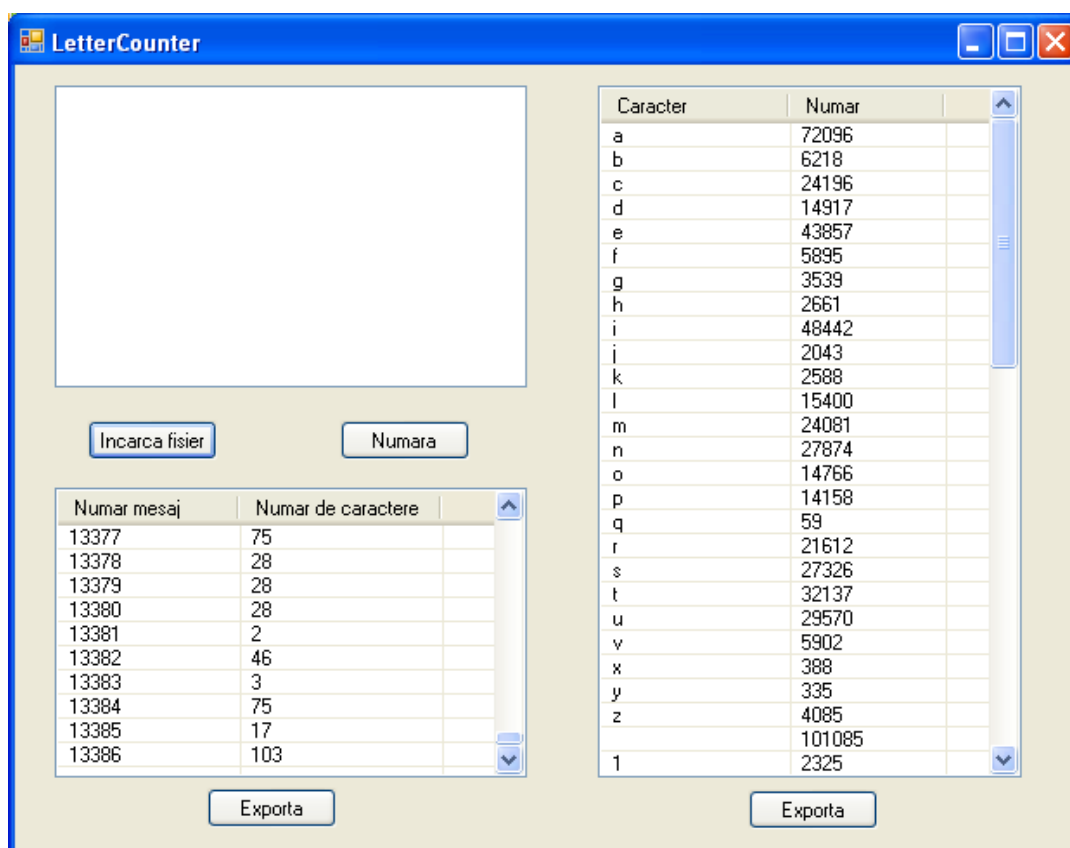 LetterCounter
Incarca fisier
Numara
Numar mesaj Numar de caractere
13377 75
13378 28
13379 28
13380 28
13381 2
13382 46
13383 3
13384 75
13385 17
13386 103
Exporta
Caracter Numar
a 72096
b 6218
c 24196
d 14917
e 43857
f 5895
g 3539
h 2661
i 48442
j 2043
k 2588
l 15400
m 24081
n 27874
o 14766
p 14158
q 59
r 21612
s 27326
t 32137
u 29570
v 5902
x 388
y 335
z 4085
101085
1 2325
Exporta